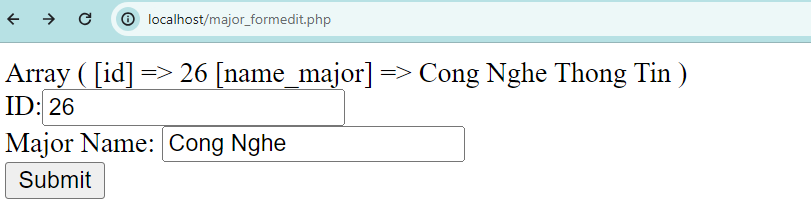 localhost/major_formedit.php
Array ( [id] => 26 [name_major] => Cong Nghe Thong Tin )
ID: 26
Major Name: Cong Nghe
Submit